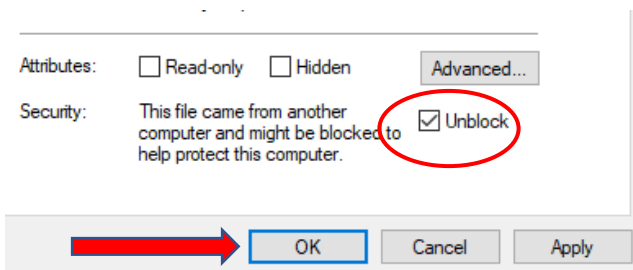 Attributes: Read-only Hidden Advanced...
Security: This file came from another
computer and might be blocked to
help protect this computer.
Unblock
OK Cancel Apply